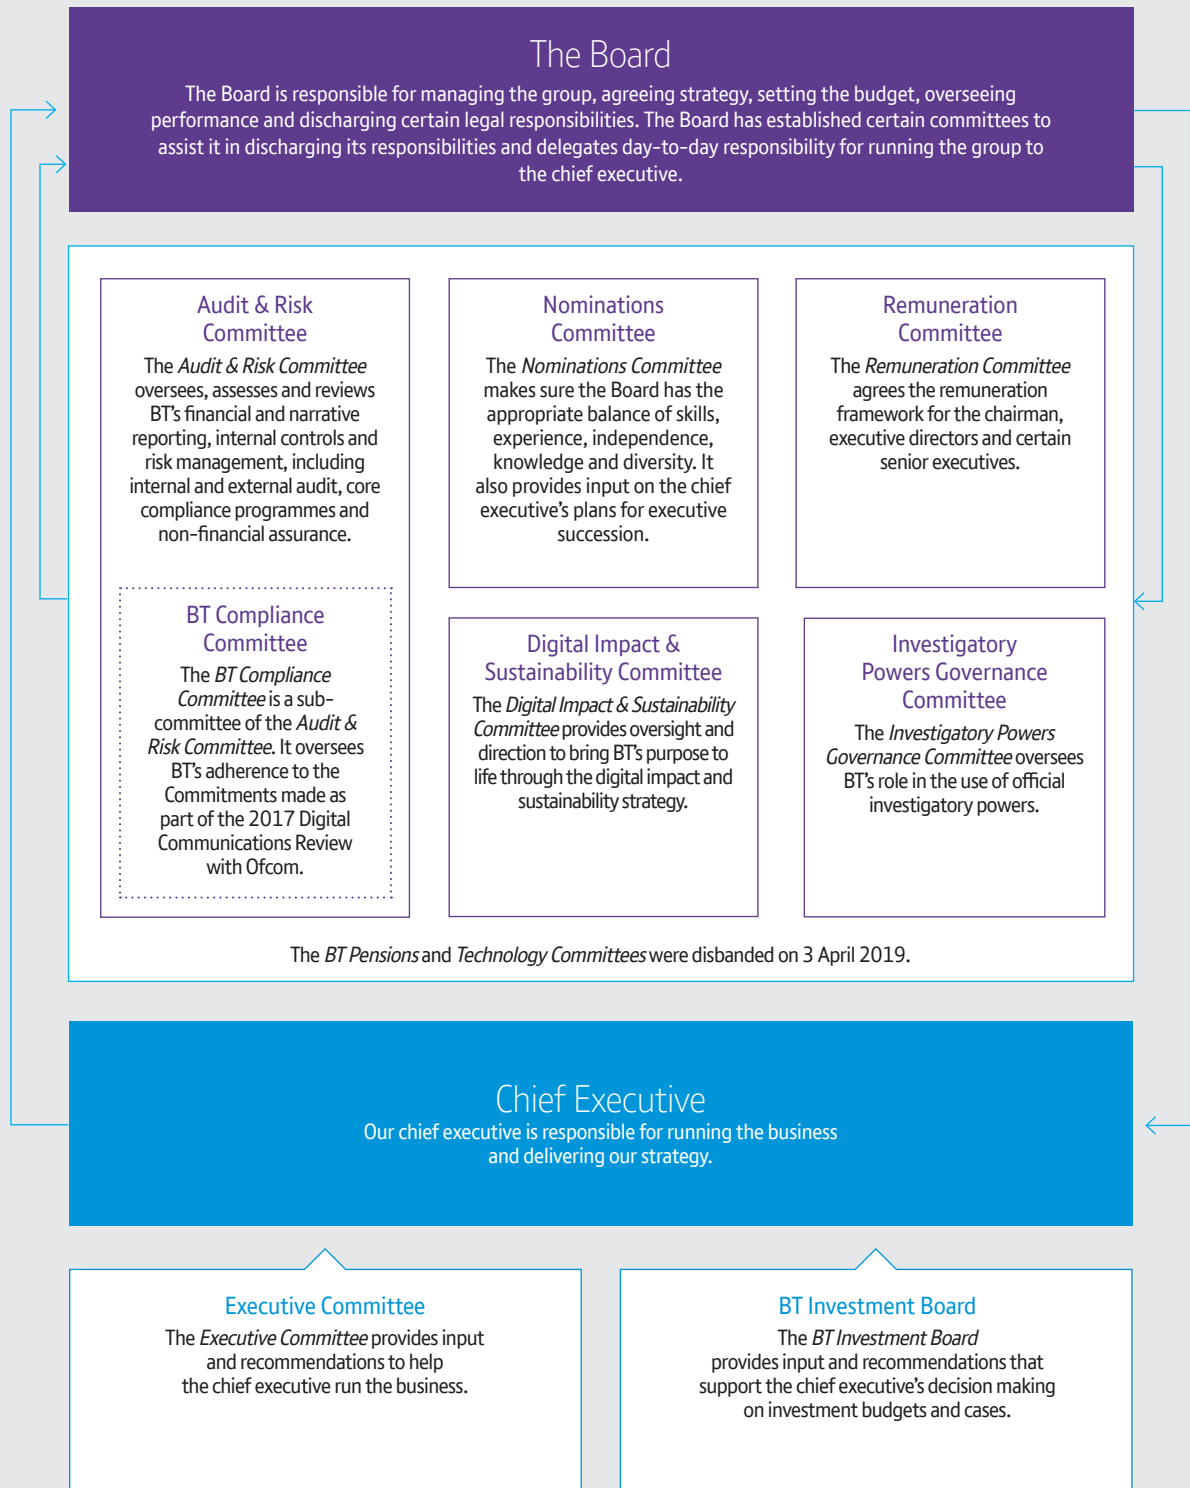 The Board
The Board is responsible for managing the group, agreeing strategy, setting the budget, overseeing
performance and discharging certain legal responsibilities. The Board has established certain committees to
assist it in discharging its responsibilities and delegates day-to-day responsibility for running the group to
the chief executive.
Audit & Risk
Committee
The Audit & Risk Committee
oversees, assesses and reviews
BT’s financial and narrative
reporting, internal controls and
risk management, including
internal and external audit, core
compliance programmes and
non-financial assurance.
BT Compliance
Committee
The BT Compliance
Committee is a sub-
committee of the Audit &
Risk Committee. It oversees
BT’s adherence to the
Commitments made as
part of the 2017 Digital
Communications Review
with Ofcom.
Nominations
Committee
The Nominations Committee
makes sure the Board has the
appropriate balance of skills,
experience, independence,
knowledge and diversity. It
also provides input on the chief
executive’s plans for executive
succession.
Remuneration
Committee
The Remuneration Committee
agrees the remuneration
framework for the chairman,
executive directors and certain
senior executives.
Digital Impact &
Sustainability Committee
The Digital Impact & Sustainability
Committee provides oversight and
direction to bring BT’s purpose to
life through the digital impact and
sustainability strategy.
Investigatory
Powers Governance
Committee
The Investigatory Powers
Governance Committee oversees
BT’s role in the use of official
investigatory powers.
The BT Pensions and Technology Committees were disbanded on 3 April 2019.
Chief Executive
Our chief executive is responsible for running the business
and delivering our strategy.
Executive Committee
The Executive Committee provides input
and recommendations to help
the chief executive run the business.
BT Investment Board
The BT Investment Board
provides input and recommendations that
support the chief executive’s decision making
on investment budgets and cases.